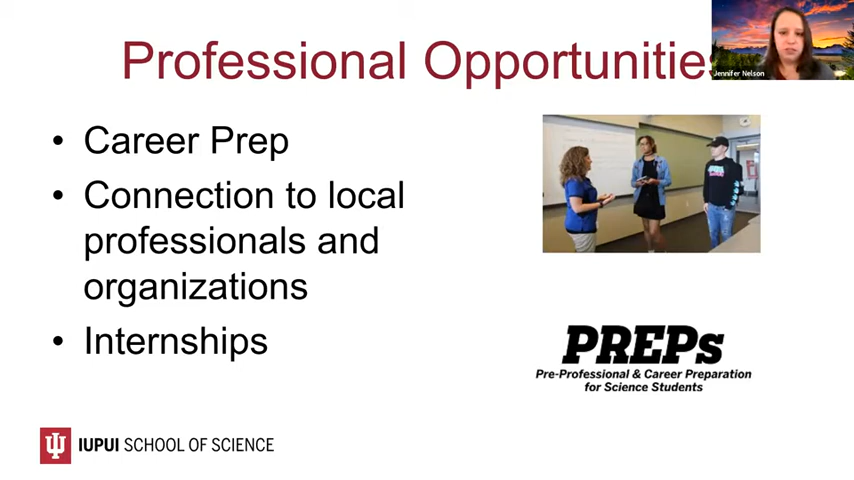 Professional Opportunities
Jennifer Nelson
• Career Prep
• Connection to local
professionals and
organizations
• Internships
PREPs
Pre-Professional & Career Preparation
for Science Students
IUPUI SCHOOL OF SCIENCE